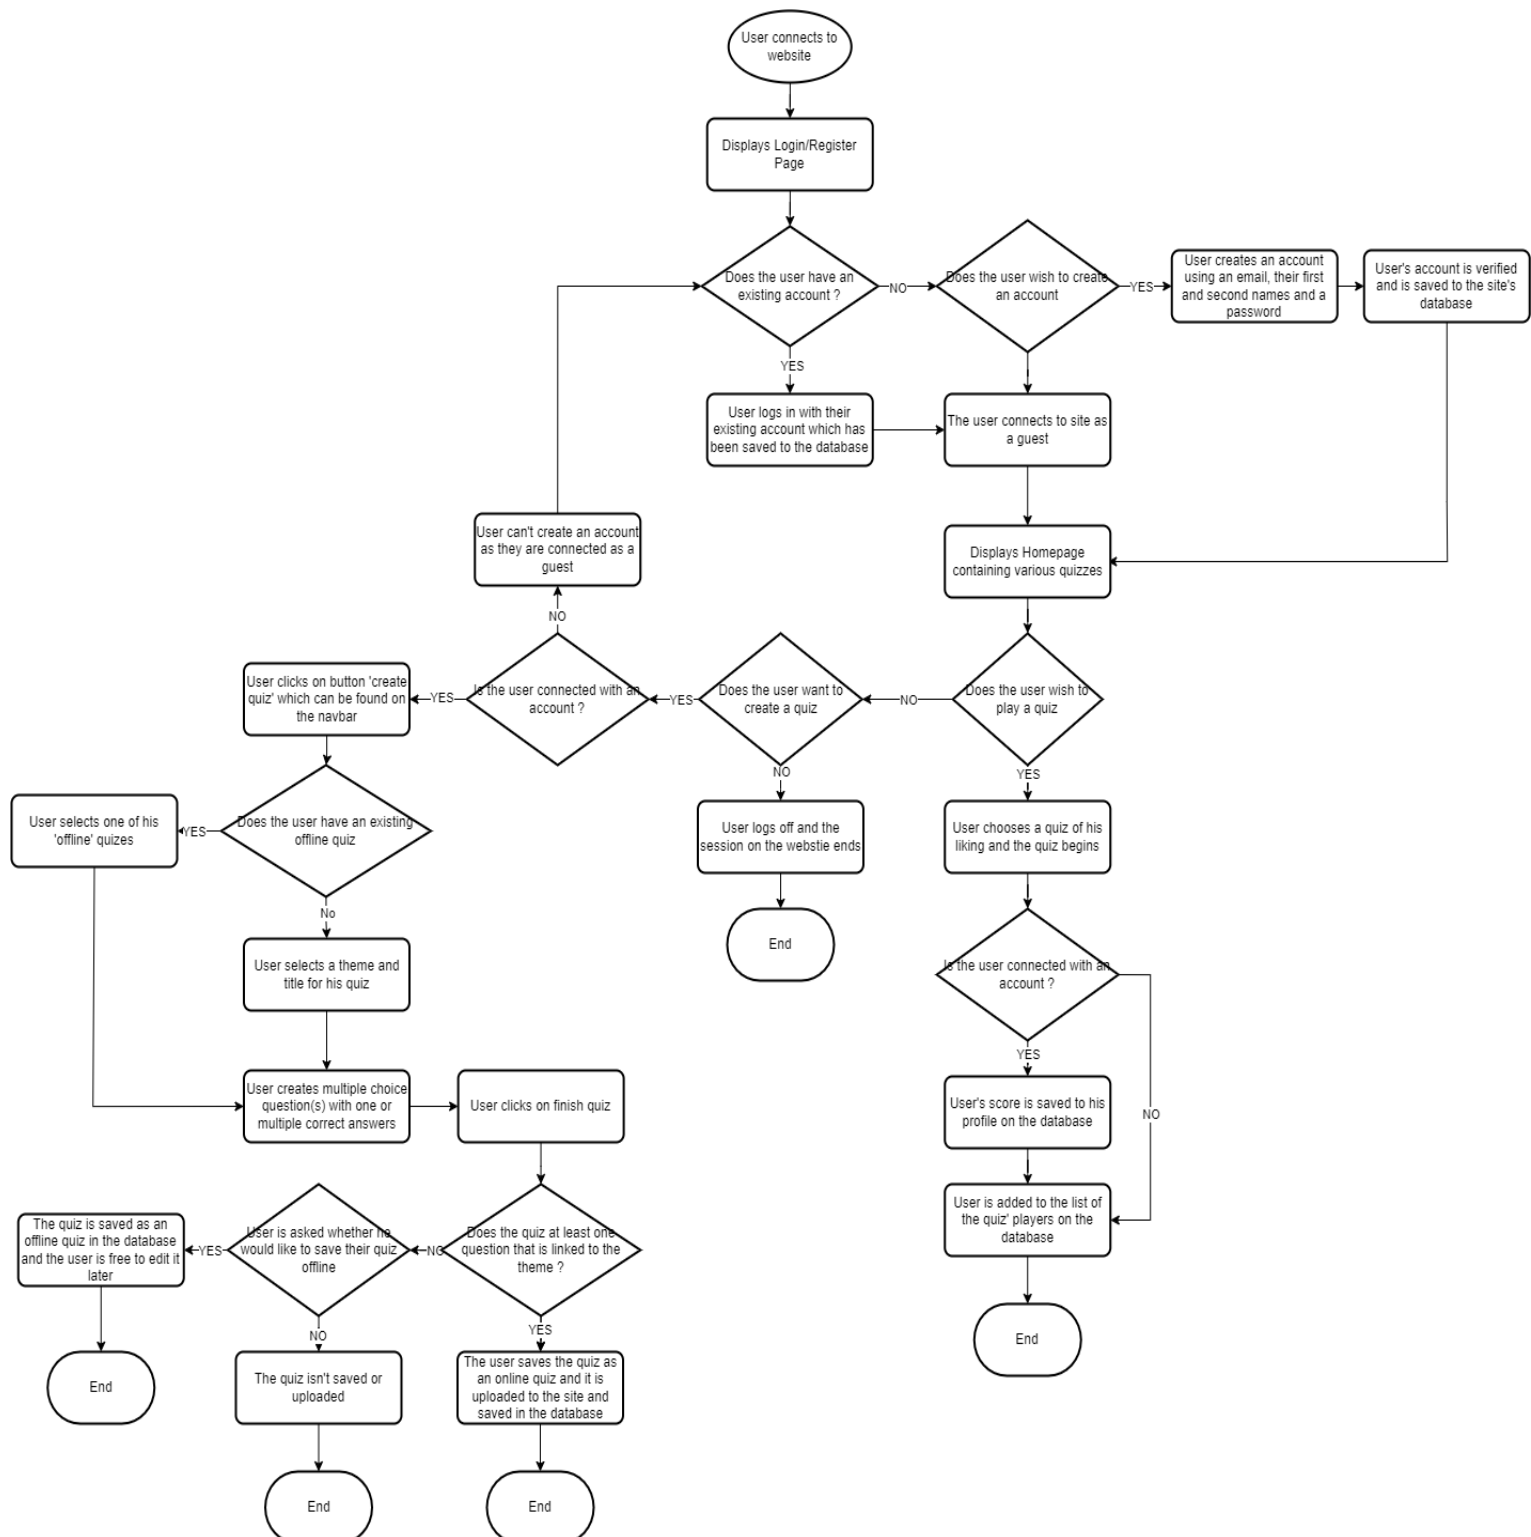 User connects to
website
Displays Login/Register
Page
Does the user have an
existing account ?
NO
Does the user wish to create
an account
YES
User creates an account
using an email, their first
and second names and a
password
User's account is verified
and is saved to the site's
database
YES
User logs in with their
existing account which has
been saved to the database
The user connects to site as
a guest
User can't create an account
as they are connected as a
guest
Displays Homepage
containing various quizzes
NO
User clicks on button 'create
quiz' which can be found on
the navbar
YES
Is the user connected with an
account ?
YES
Does the user want to
create a quiz
NO
Does the user wish to
play a quiz
NO
YES
User selects one of his
'offline' quizes
YES
Does the user have an existing
offline quiz
User logs off and the
session on the webstie ends
User chooses a quiz of his
liking and the quiz begins
No
End
User selects a theme and
title for his quiz
Is the user connected with an
account ?
YES
User creates multiple choice
question(s) with one or
multiple correct answers
User clicks on finish quiz
User's score is saved to his
profile on the database
NO
The quiz is saved as an
offline quiz in the database
and the user is free to edit it
later
YES
User is asked whether he
would like to save their quiz
offline
NO
Does the quiz at least one
question that is linked to the
theme ?
User is added to the list of
the quiz' players on the
database
NO
YES
End
End
The quiz isn't saved or
uploaded
The user saves the quiz as
an online quiz and it is
uploaded to the site and
saved in the database
End
End